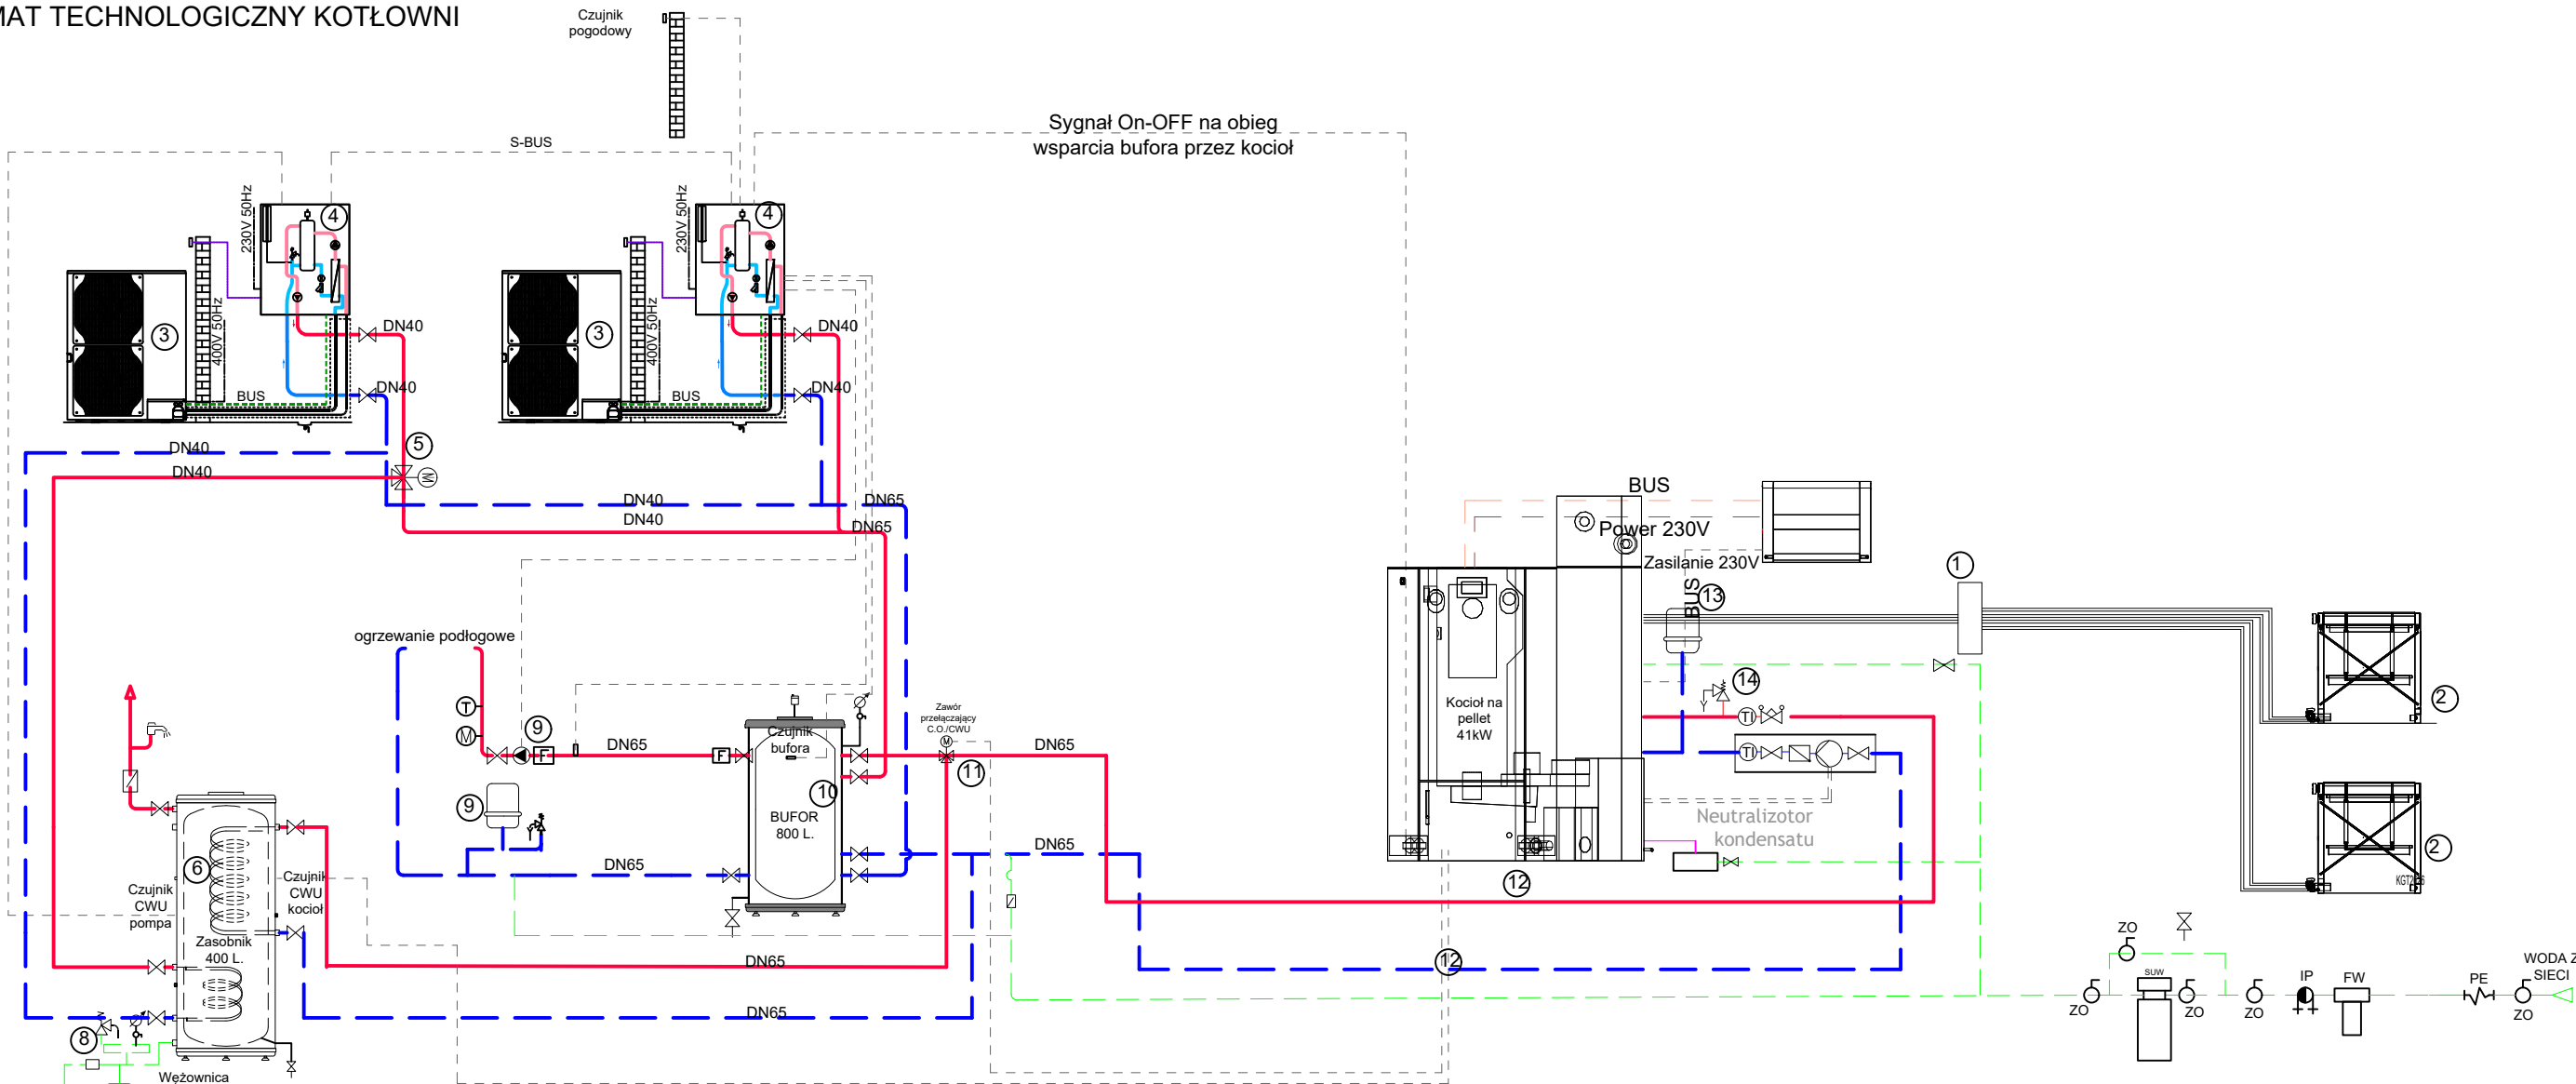 MAT TECHNOLOGICZNY KOTŁOWNI
Czujnik
pogodowy
S-BUS
Sygnał On-OFF na obieg
wsparcia bufora przez kocioł
230V 50Hz
4
230V 50Hz
4
3
400V 50Hz
3
400V 50Hz
DN40
DN40
DN40
DN40
BUS
BUS
5
DN40
DN40
M
DN40
DN65
DN40
DN65
BUS
Power 230V
Zasilanie 230V
BUS
13
1
ogrzewanie podłogowe
T
M
9
F
DN65
F
Czujnik
bufora
Zawór
przełączający
C.O./CWU
M
11
DN65
10
BUFOR
800 L.
9
Kocioł na
pellet
41kW
14
TI
TI
2
Neutralizotor
kondensatu
DN65
DN65
12
2
KGT2
6
Czujnik
CWU
pompa
Czujnik
CWU
kocioł
Zasobnik
400 L.
DN65
12
DN65
8
Wężownica
ZO
ZO
SUW
ZO
ZO
IP
FW
PE
WODA Z
SIECI
ZO